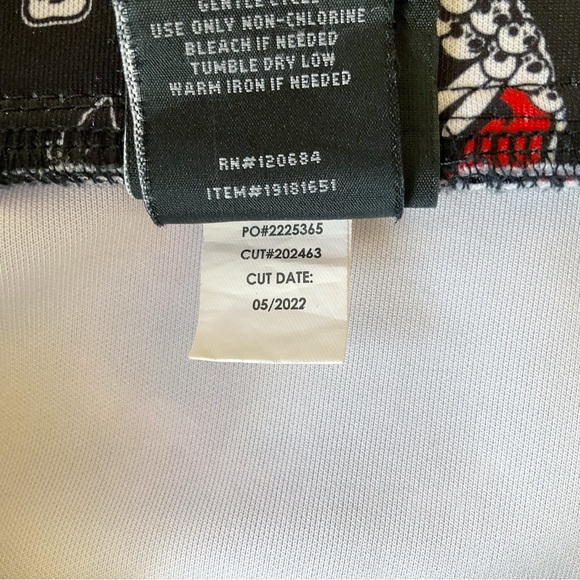 GENTLE CYCLE
USE ONLY NON-CHLORINE
BLEACH IF NEEDED
TUMBLE DRY LOW
WARM IRON IF NEEDED
RN#120684
ITEM#19181651
PO#2225365
CUT#202463
CUT DATE:
05/2022